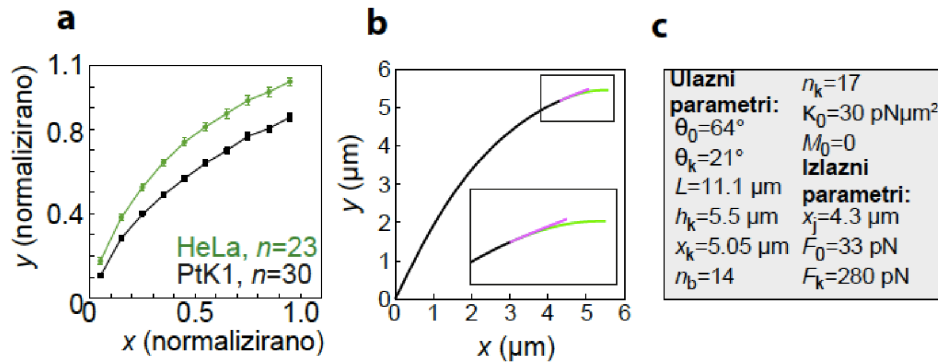 a
y (normalizirano)
1.1
0.8
0.4
0
0
0.5
1.0
x (normalizirano)
HeLa, n=23
PtK1, n=30
b
y (μm)
6
5
4
3
2
1
0
0 1 2 3 4 5 6
x (μm)
c
Ulazni
parametri:
θ₀=64°
θₖ=21°
L=11.1 μm
hₖ=5.5 μm
xₖ=5.05 μm
n_b=14
nₖ=17
κ₀=30 pNμm²
M₀=0
Izlazni
parametri:
xⱼ=4.3 μm
F₀=33 pN
Fₖ=280 pN